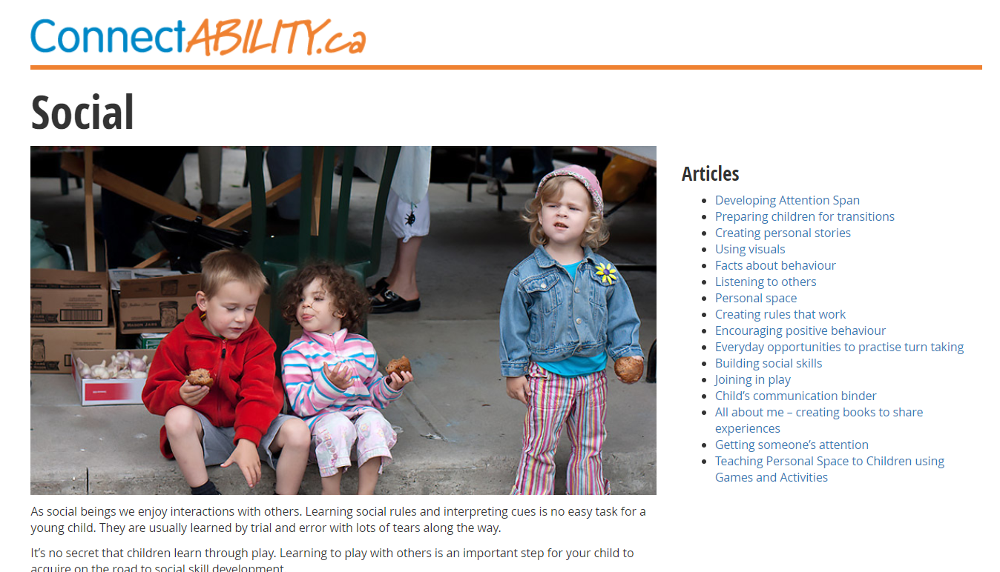 ConnectABILITY.ca
Social
As social beings we enjoy interactions with others. Learning social rules and interpreting cues is no easy task for a
young child. They are usually learned by trial and error with lots of tears along the way.
It’s no secret that children learn through play. Learning to play with others is an important step for your child to
acquire on the road to social skill development.
Articles
Developing Attention Span
Preparing children for transitions
Creating personal stories
Using visuals
Facts about behaviour
Listening to others
Personal space
Creating rules that work
Encouraging positive behaviour
Everyday opportunities to practise turn taking
Building social skills
Joining in play
Child’s communication binder
All about me – creating books to share
experiences
Getting someone’s attention
Teaching Personal Space to Children using
Games and Activities